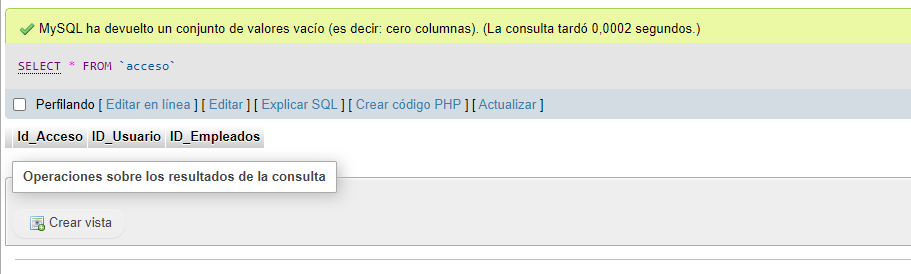 MySQL ha devuelto un conjunto de valores vacío (es decir: cero columnas). (La consulta tardó 0,0002 segundos.)
SELECT * FROM `acceso`
Perfilando [ Editar en línea ] [ Editar ] [ Explicar SQL ] [ Crear código PHP ] [ Actualizar ]
Id_Acceso ID_Usuario ID_Empleados
Operaciones sobre los resultados de la consulta
Crear vista